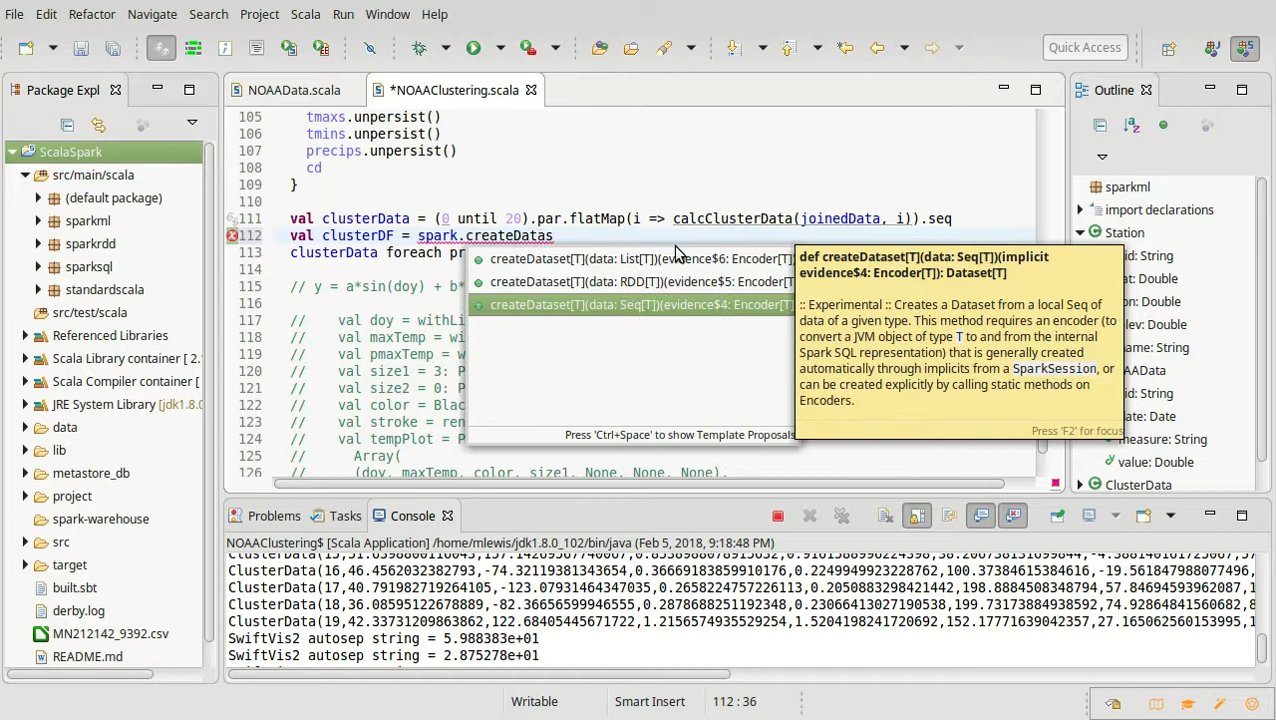 File Edit Refactor Navigate Search Project Scala Run Window Help
Quick Access
Package Expl
ScalaSpark
src/main/scala
(default package)
sparkml
sparkrdd
sparksql
standardscala
src/test/scala
Referenced Libraries
Scala Library container [ 2.
Scala Compiler container [
JRE System Library [jdk1.8.0
data
lib
metastore_db
project
spark-warehouse
src
target
built.sbt
derby.log
MN212142_9392.csv
README.md
NOAAData.scala *NOAAClustering.scala
105 tmaxs.unpersist()
106 tmins.unpersist()
107 precips.unpersist()
108 cd
109 }
110
111 val clusterData = (0 until 20).par.flatMap(i => calcClusterData(joinedData, i)).seq
112 val clusterDF = spark.createDatas
113 clusterData foreach pr
115 // y = a*sin(doy) + b*
117 // val doy = withLi
118 // val maxTemp = wi
119 // val pmaxTemp = w
120 // val size1 = 3: P
121 // val size2 = 0: P
122 // val color = Blac
123 // val stroke = ren
124 // val tempPlot = P
125 // Array(
126 // (doy, maxTemp, color, size1, None, None, None),
createDataset[T](data: List[T])(evidence$6: Encoder[T]
createDataset[T](data: RDD[T])(evidence$5: Encoder[T]
createDataset[T](data: Seq[T])(evidence$4: Encoder[T]
Press 'Ctrl+Space' to show Template Proposals
def createDataset[T](data: Seq[T])(implicit
evidence$4: Encoder[T]): Dataset[T]
:: Experimental :: Creates a Dataset from a local Seq of
data of a given type. This method requires an encoder (to
convert a JVM object of type T to and from the internal
Spark SQL representation) that is generally created
automatically through implicits from a SparkSession, or
can be created explicitly by calling static methods on
Encoders.
Press 'F2' for focus
Outline
sparkml
import declarations
Station
id: String
name: String
id: String
date: Date
measure: String
value: Double
ClusterData
Problems Tasks Console
NOAAClustering$ [Scala Application] /home/mlewis/jdk1.8.0_102/bin/java (Feb 5, 2018, 9:18:48 PM)
ClusterData(16,46.4562032382793,-74.321193811343654,0.36669183859910176,0.2249949923228762,100.37384615384616,-19.561847988077496,
ClusterData(17,40.791982719264105,-123.07931464347035,0.2658224757226113,0.2050883298421442,198.8884508348794,57.84694593962087,1
ClusterData(18,36.08595122678889,-82.36656599946555,0.2878688251192348,0.23066413027190538,199.73173884938592,74.92864841560682,8
ClusterData(19,42.33731209863862,122.68405445671722,1.2165674935529254,1.5204198241720692,152.17771639042357,27.165062560153995,1
SwiftVis2 autosep string = 5.988383e+01
SwiftVis2 autosep string = 2.875278e+01
Writable Smart Insert 112 : 36